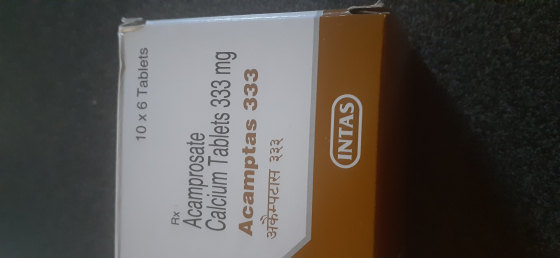 10 x 6 Tablets
Rx
Acamprosate
Calcium Tablets 333 mg
Acamptas 333
अकैम्पटास ३३३
INTAS